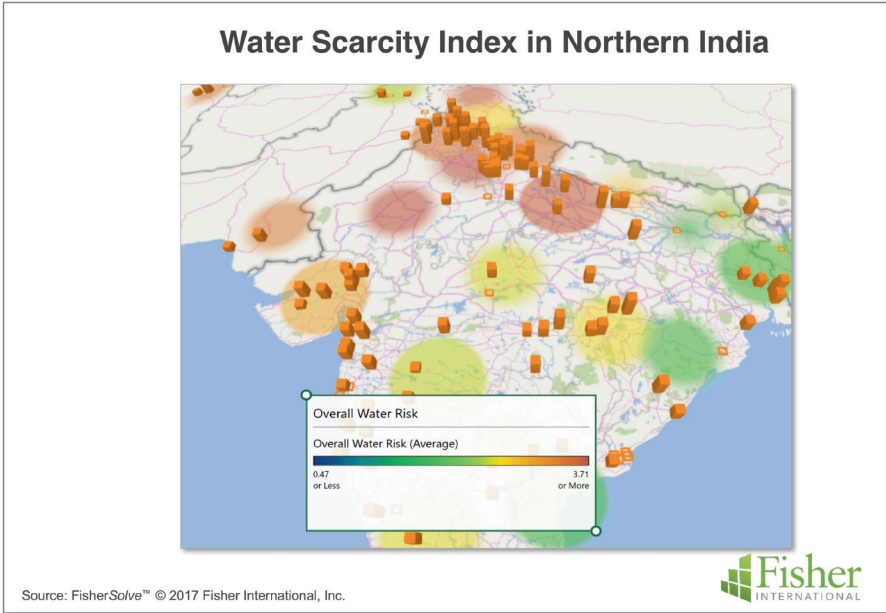 Water Scarcity Index in Northern India
Overall Water Risk
Overall Water Risk (Average)
0.47 3.71
or Less or More
Source: FisherSolve™ © 2017 Fisher International, Inc.
Fisher
INTERNATIONAL